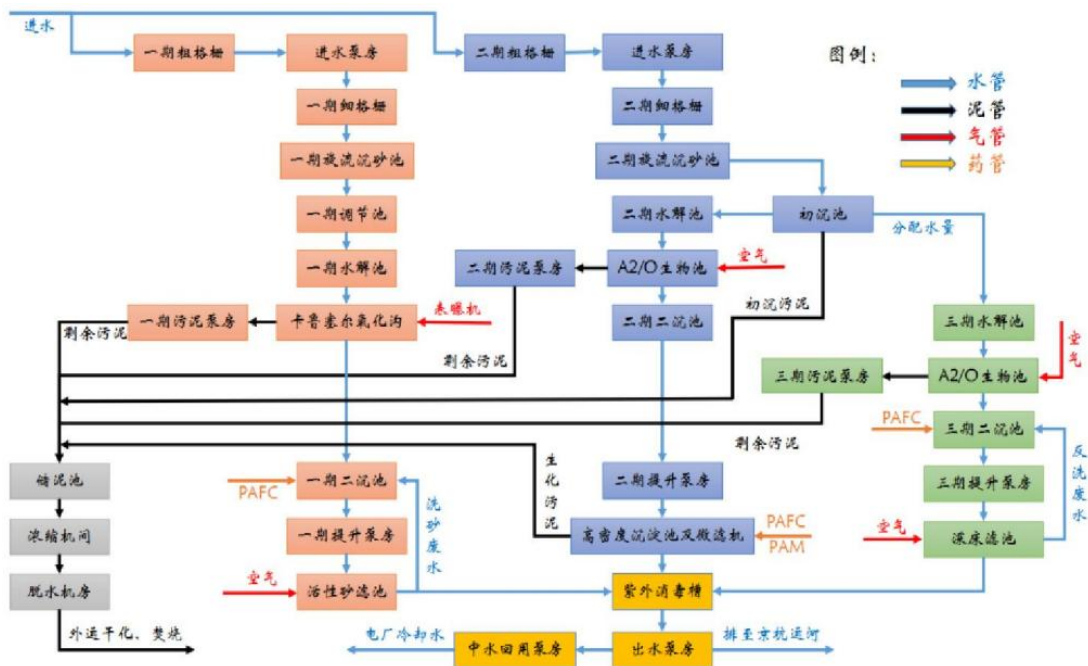 进水
一期粗格栅
进水泵房
二期粗格栅
进水泵房
图例：
水管
泥管
气管
药管
一期细格栅
二期细格栅
一期旋流沉砂池
二期旋流沉砂池
一期调节池
二期水解池
初沉池
分配水量
一期水解池
二期污泥泵房
A2/O生物池
空气
初沉污泥
一期污泥泵房
卡鲁塞尔氧化沟
表曝机
二期二沉池
三期水解池
剩余污泥
剩余污泥
空气
三期污泥泵房
A2/O生物池
剩余污泥
PAFC
三期二沉池
储泥池
PAFC
一期二沉池
洗砂废水
生化污泥
二期提升泵房
三期提升泵房
反洗废水
浓缩机间
一期提升泵房
高密度沉淀池及微滤机
PAFC
PAM
空气
深床滤池
脱水机房
空气
活性砂滤池
紫外消毒槽
外运干化、焚烧
电厂冷却水
中水回用泵房
出水泵房
排至京杭运河